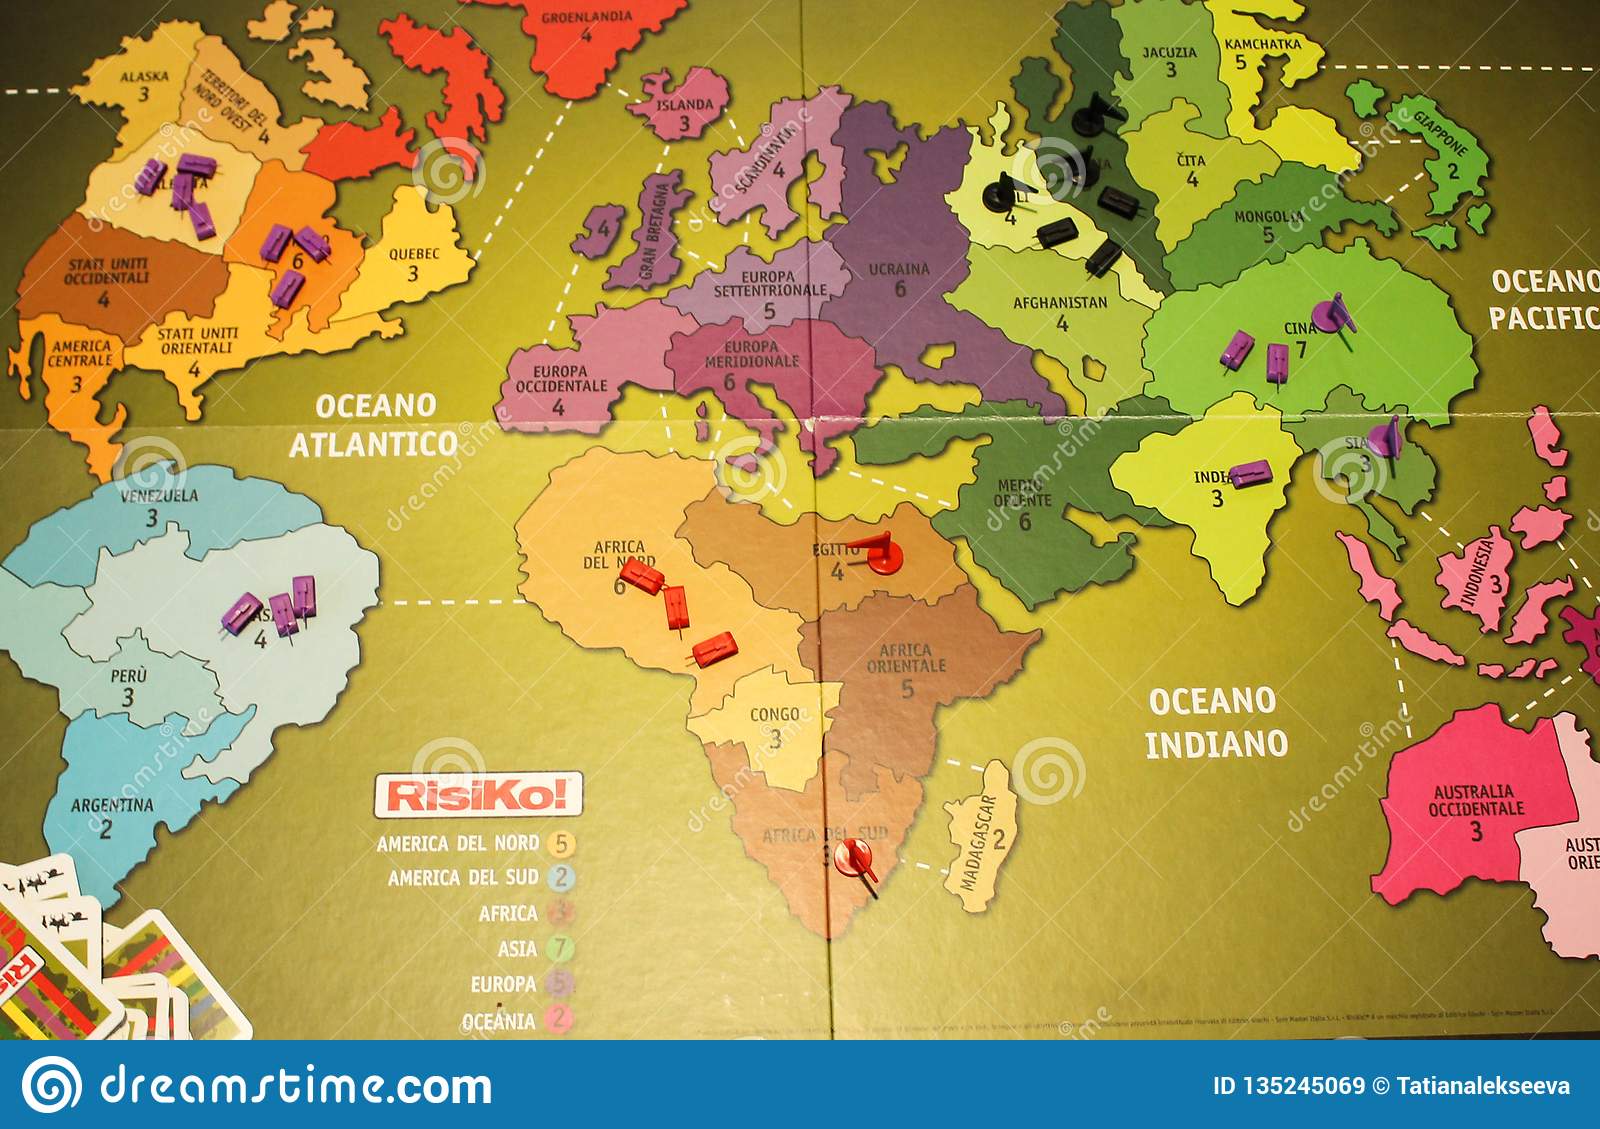 GROENLANDIA
4
ALASKA
3
TERRITORI DEL
NORD OVEST 4
ISLANDA
3
SCANDINAVIA
4
JACUZIA
3
KAMCHATKA
5
GIAPPONE
2
ČITA
4
MONGOLIA
5
4
GRAN BRETAGNA
4
STATI UNITI
OCCIDENTALI
4
6
QUEBEC
3
EUROPA
SETTENTRIONALE
5
UCRAINA
6
AFGHANISTAN
4
CINA
7
OCEANO
PACIFIC
AMERICA
CENTRALE
3
STATI UNITI
ORIENTALI
4
EUROPA
OCCIDENTALE
4
EUROPA
MERIDIONALE
6
OCEANO
ATLANTICO
MEDIO
ORIENTE
6
INDI
3
SIA
3
VENEZUELA
3
AFRICA
DEL NORD
6
EGITTO
4
INDONESIA
3
4
PERÙ
3
AFRICA
ORIENTALE
5
CONGO
3
OCEANO
INDIANO
ARGENTINA
2
AFRICA DEL SUD
3
MADAGASCAR
2
AUSTRALIA
OCCIDENTALE
3
AUST
ORIE
RisiKo!
AMERICA DEL NORD 5
AMERICA DEL SUD 2
AFRICA 3
ASIA 7
EUROPA 5
OCEANIA 2
Ris
dreamstime.com
ID 135245069 © Tatianalekseeva